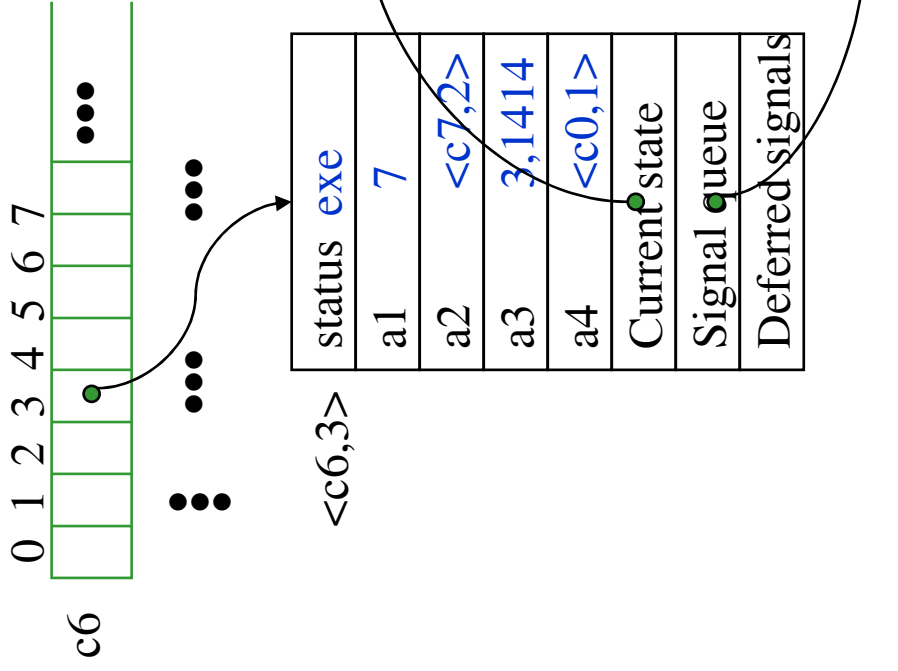 c6
0 1 2 3 4 5 6 7
<c6,3>
status exe
a1 7
a2 <c7,2>
a3 3,1414
a4 <c0,1>
Current state
Signal queue
Deferred signals